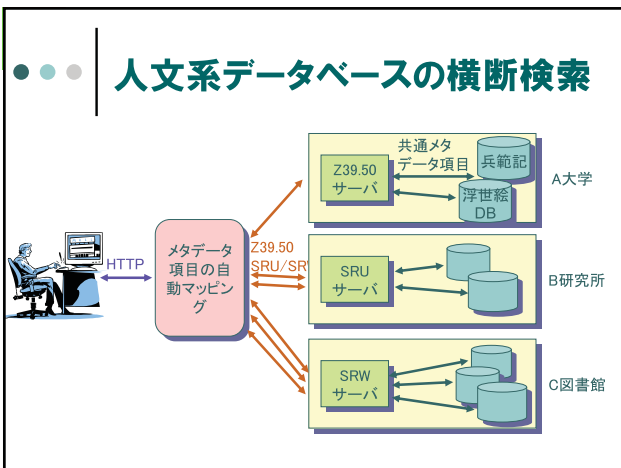 人文系データベースの横断検索
共通メタ
データ項目
Z39.50
サーバ
兵範記
浮世絵
DB
A大学
HTTP
メタデータ
項目の自
動マッピン
グ
Z39.50
SRU/SR
SRU
サーバ
B研究所
SRW
サーバ
C図書館